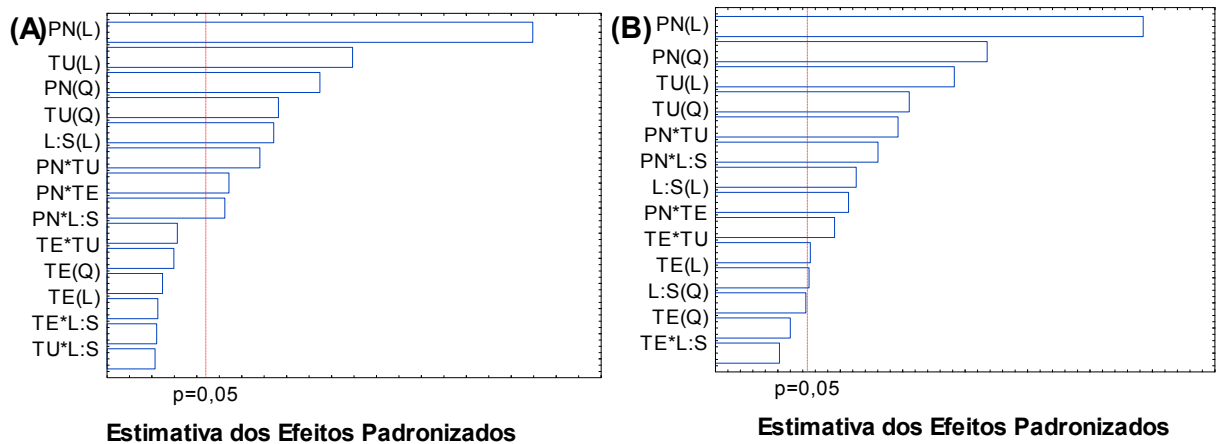 (A)
PN(L)
TU(L)
PN(Q)
TU(Q)
L:S(L)
PN*TU
PN*TE
PN*L:S
TE*TU
TE(Q)
TE(L)
TE*L:S
TU*L:S
p=0,05
Estimativa dos Efeitos Padronizados
(B)
PN(L)
PN(Q)
TU(L)
TU(Q)
PN*TU
PN*L:S
L:S(L)
PN*TE
TE*TU
TE(L)
L:S(Q)
TE(Q)
TE*L:S
p=0,05
Estimativa dos Efeitos Padronizados